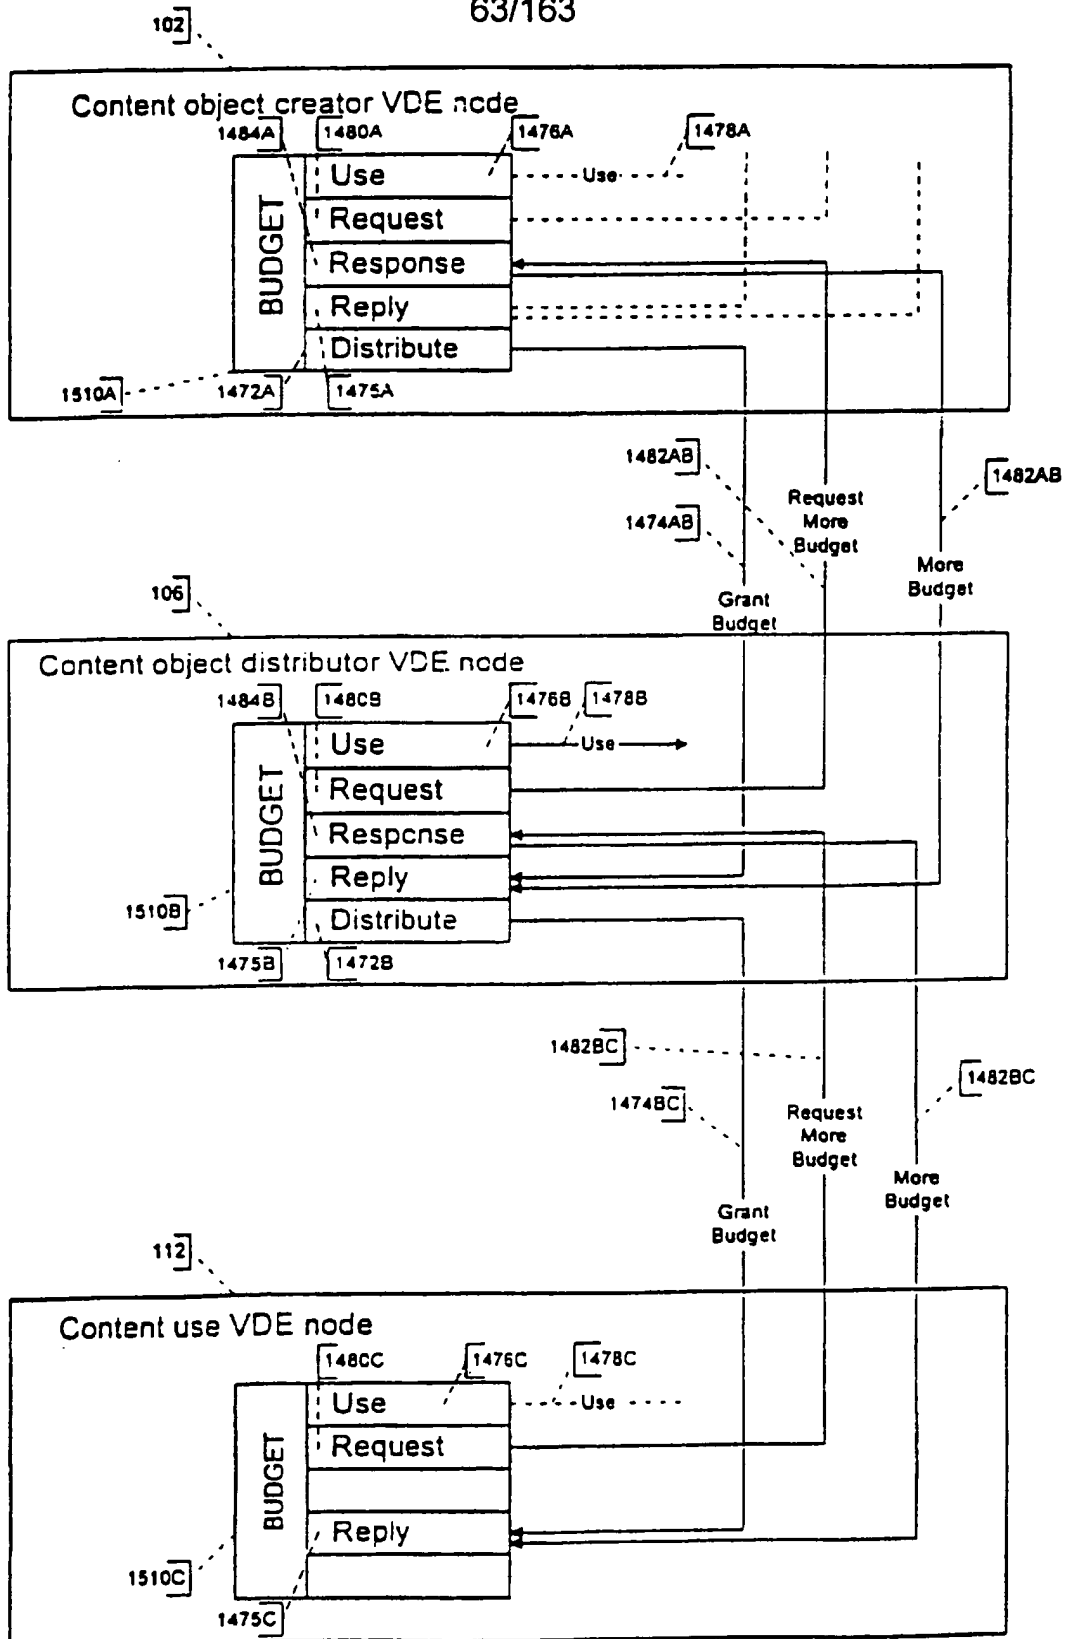 63/163
102
Content object creator VDE node
1484A 1480A 1476A 1478A
BUDGET
Use
Use
Request
Response
Reply
Distribute
1510A 1472A 1475A
1482AB
1482AB
1474AB
Request
More
Budget
More
Budget
Grant
Budget
106
Content object distributor VDE node
1484B 1480B 1476B 1478B
BUDGET
Use
Use
Request
Response
Reply
Distribute
1510B
1475B 1472B
1482BC
1482BC
1474BC
Request
More
Budget
More
Budget
Grant
Budget
112
Content use VDE node
1480C 1476C 1478C
BUDGET
Use
Use
Request
Reply
1510C
1475C